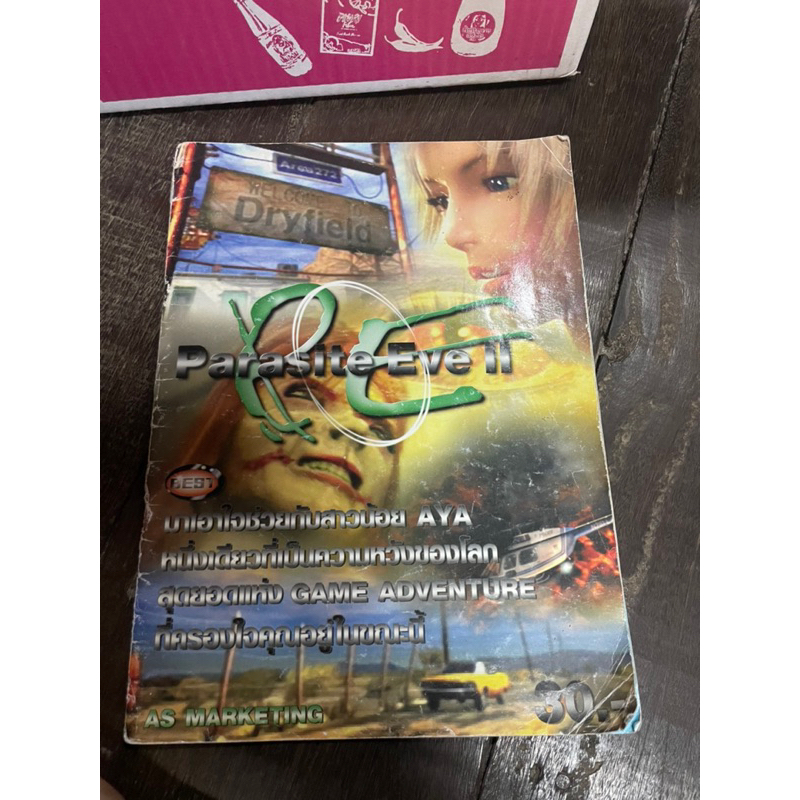 Area272
WELCOME
Dryfield
PE
Parasite Eve II
BEST
มาเอาใจช่วยกับสาวน้อย AYA
หนึ่งเดียวที่เป็นความหวังของโลก
สุดยอดแห่ง GAME ADVENTURE
ที่ครองใจคุณอยู่ในขณะนี้
AS MARKETING
30.-